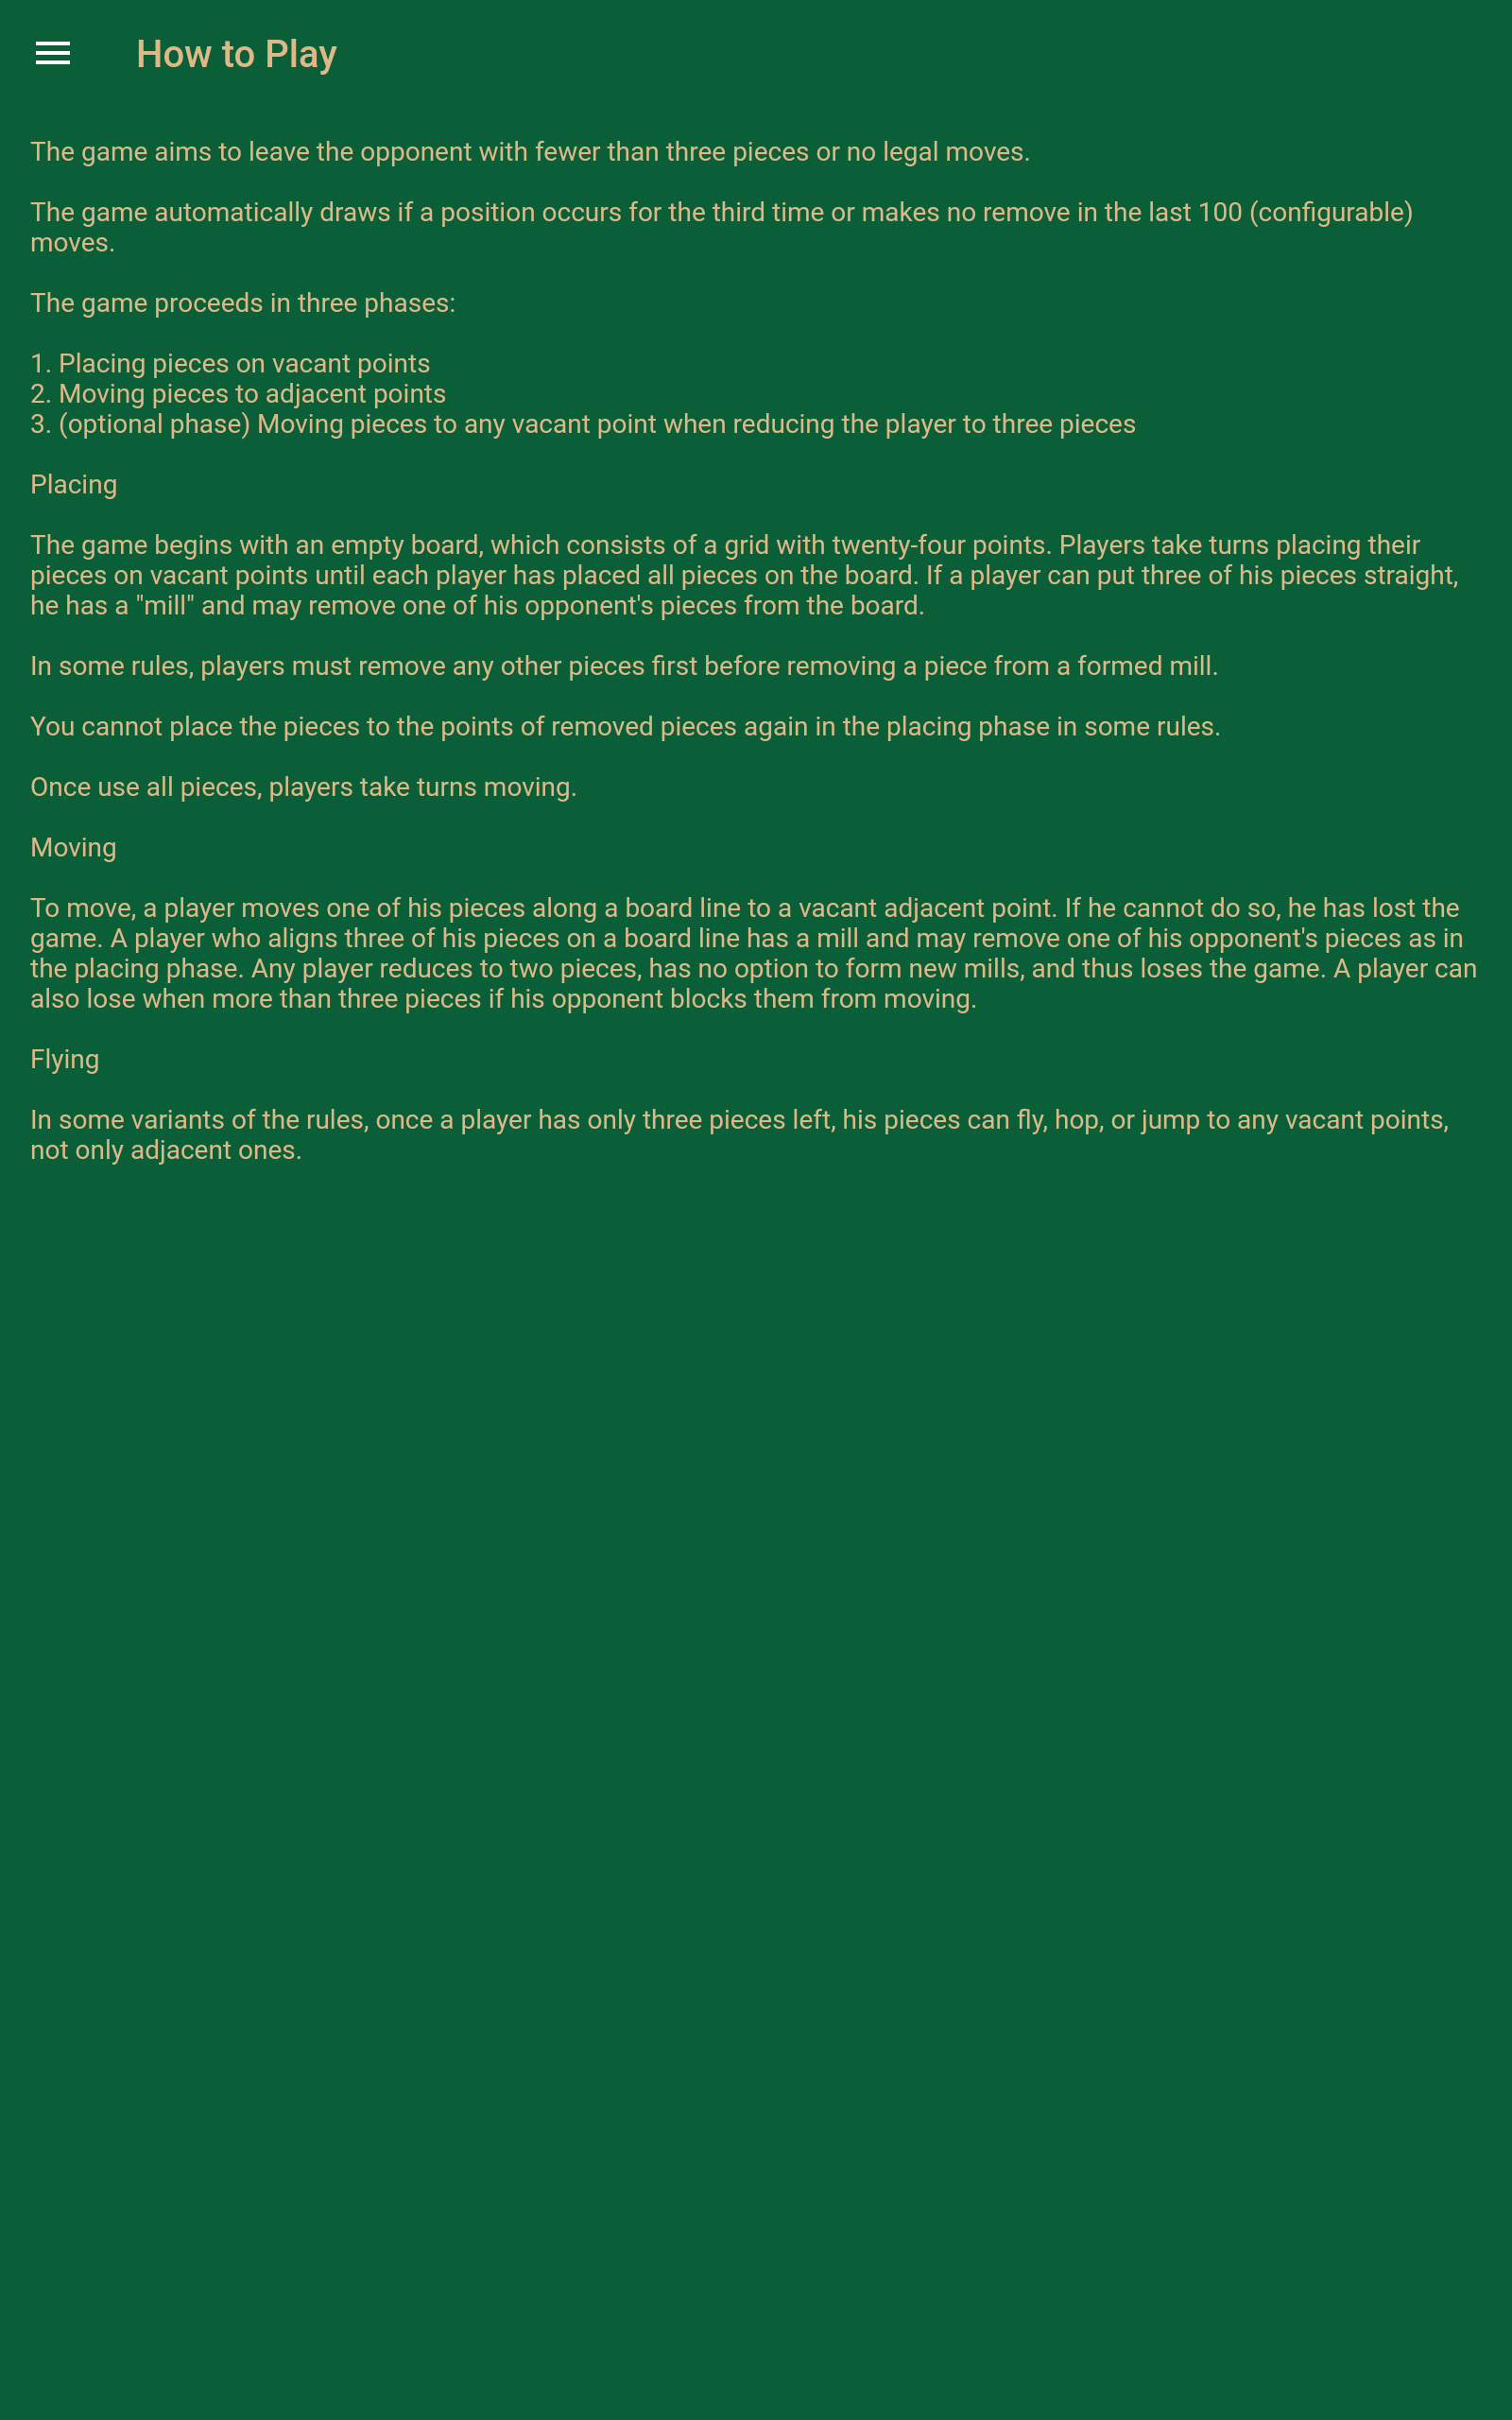 How to Play
The game aims to leave the opponent with fewer than three pieces or no legal moves.
The game automatically draws if a position occurs for the third time or makes no remove in the last 100 (configurable)
moves.
The game proceeds in three phases:
1. Placing pieces on vacant points
2. Moving pieces to adjacent points
3. (optional phase) Moving pieces to any vacant point when reducing the player to three pieces
Placing
The game begins with an empty board, which consists of a grid with twenty-four points. Players take turns placing their
pieces on vacant points until each player has placed all pieces on the board. If a player can put three of his pieces straight,
he has a "mill" and may remove one of his opponent's pieces from the board.
In some rules, players must remove any other pieces first before removing a piece from a formed mill.
You cannot place the pieces to the points of removed pieces again in the placing phase in some rules.
Once use all pieces, players take turns moving.
Moving
To move, a player moves one of his pieces along a board line to a vacant adjacent point. If he cannot do so, he has lost the
game. A player who aligns three of his pieces on a board line has a mill and may remove one of his opponent's pieces as in
the placing phase. Any player reduces to two pieces, has no option to form new mills, and thus loses the game. A player can
also lose when more than three pieces if his opponent blocks them from moving.
Flying
In some variants of the rules, once a player has only three pieces left, his pieces can fly, hop, or jump to any vacant points,
not only adjacent ones.